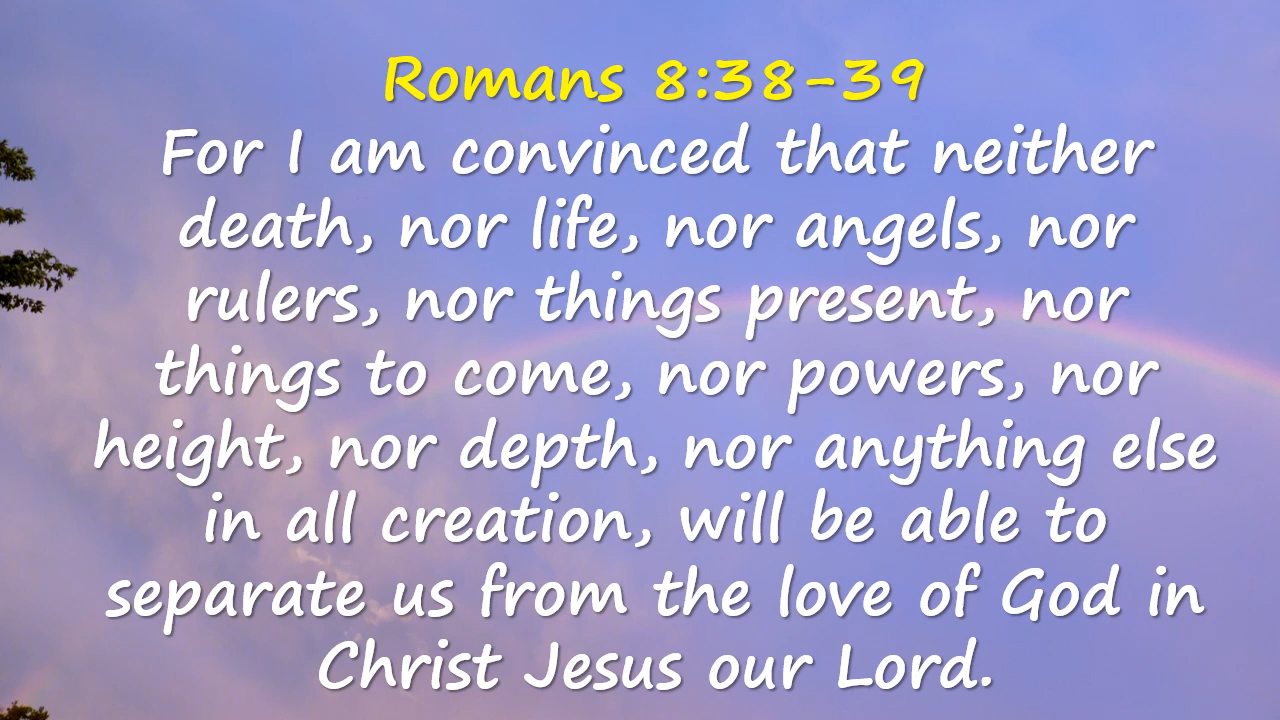 Romans 8:38-39
For I am convinced that neither
death, nor life, nor angels, nor
rulers, nor things present, nor
things to come, nor powers, nor
height, nor depth, nor anything else
in all creation, will be able to
separate us from the love of God in
Christ Jesus our Lord.